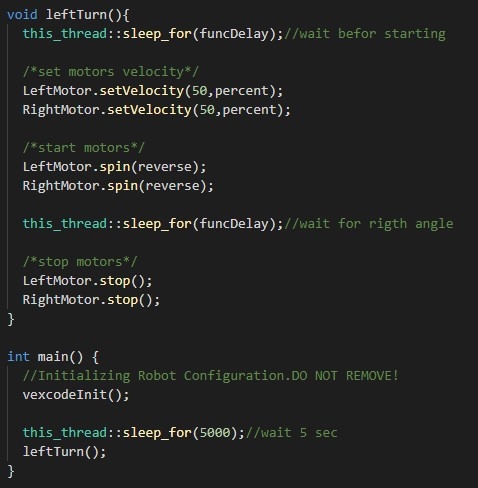 void leftTurn(){
this_thread::sleep_for(funcDelay);//wait befor starting
/*set motors velocity*/
LeftMotor.setVelocity(50,percent);
RightMotor.setVelocity(50,percent);
/*start motors*/
LeftMotor.spin(reverse);
RightMotor.spin(reverse);
this_thread::sleep_for(funcDelay);//wait for rigth angle
/*stop motors*/
LeftMotor.stop();
RightMotor.stop();
}
int main() {
//Initializing Robot Configuration.DO NOT REMOVE!
vexcodeInit();
this_thread::sleep_for(5000);//wait 5 sec
leftTurn();
}